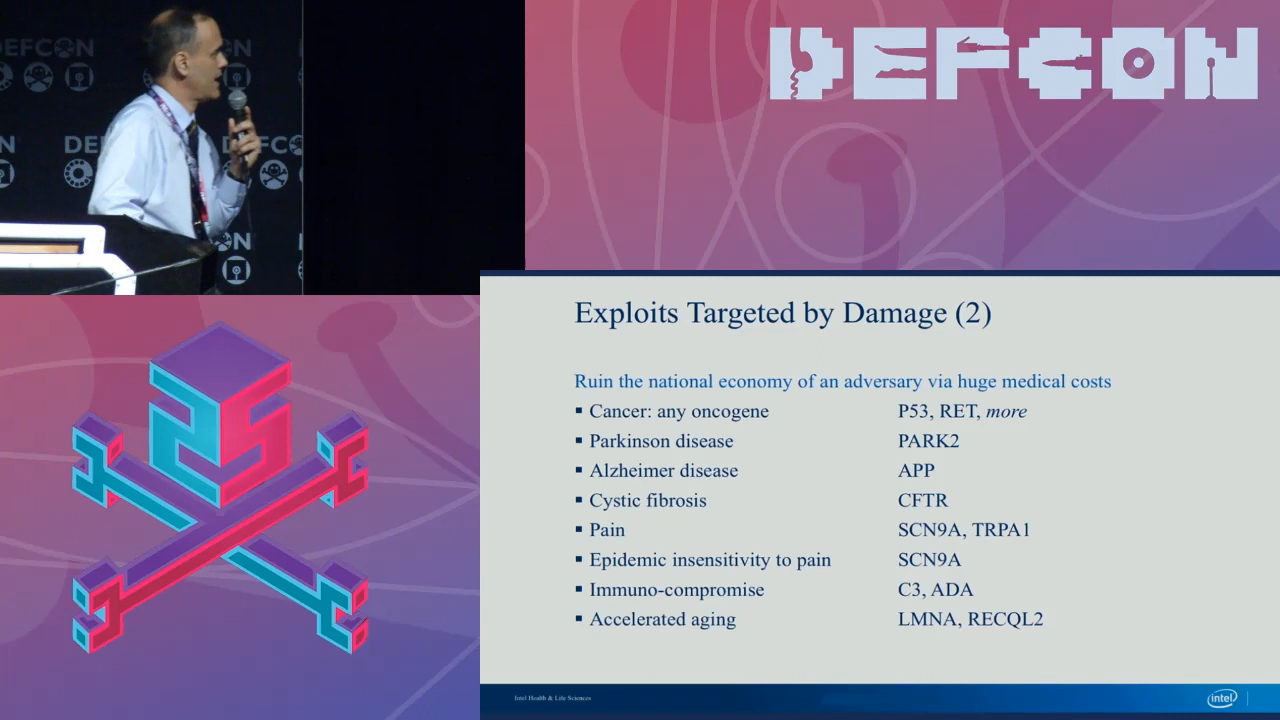 DEFCON
DEFCON
DEFCON
Exploits Targeted by Damage (2)
Ruin the national economy of an adversary via huge medical costs
▪ Cancer: any oncogene P53, RET, more
▪ Parkinson disease PARK2
▪ Alzheimer disease APP
▪ Cystic fibrosis CFTR
▪ Pain SCN9A, TRPA1
▪ Epidemic insensitivity to pain SCN9A
▪ Immuno-compromise C3, ADA
▪ Accelerated aging LMNA, RECQL2
Intel Health & Life Sciences
intel